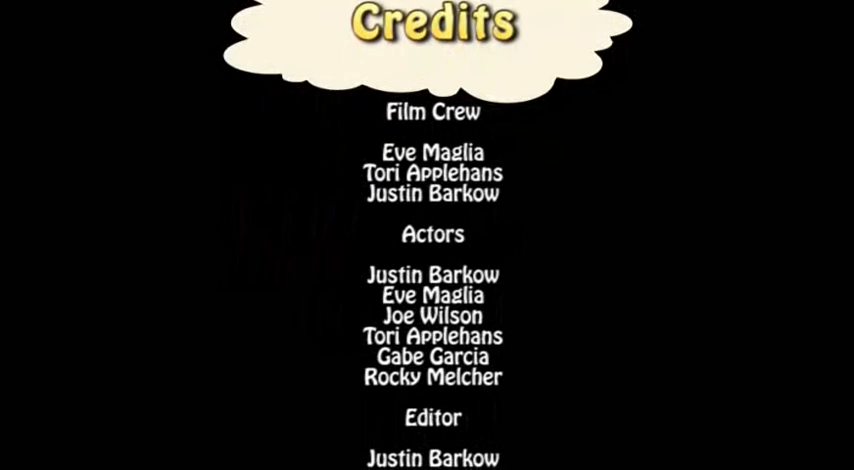 Credits
Film Crew
Eve Maglia
Tori Applehans
Justin Barkow
Actors
Justin Barkow
Eve Maglia
Joe Wilson
Tori Applehans
Gabe Garcia
Rocky Melcher
Editor
Justin Barkow